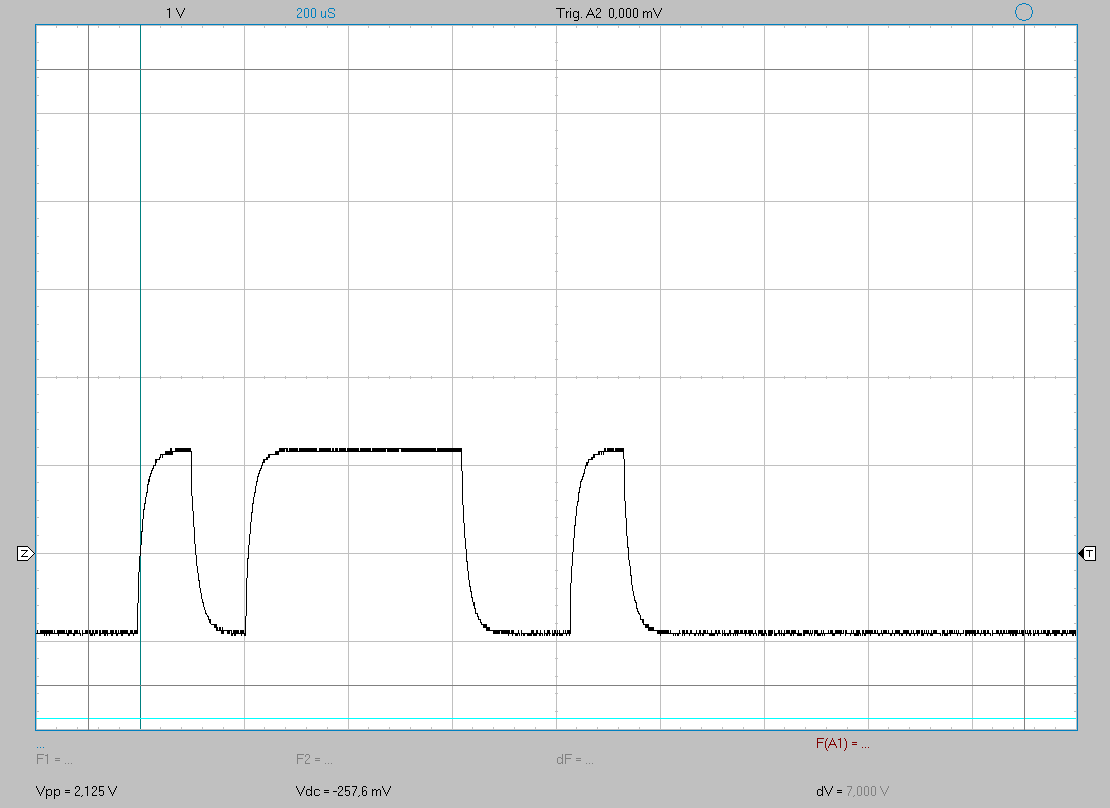 1 V 200 uS Trig. A2 0,000 mV
Z T
...
F(A1) = ...
F1 = ... F2 = ... dF = ...
Vpp = 2,125 V Vdc = -257,6 mV dV = 7,000 V